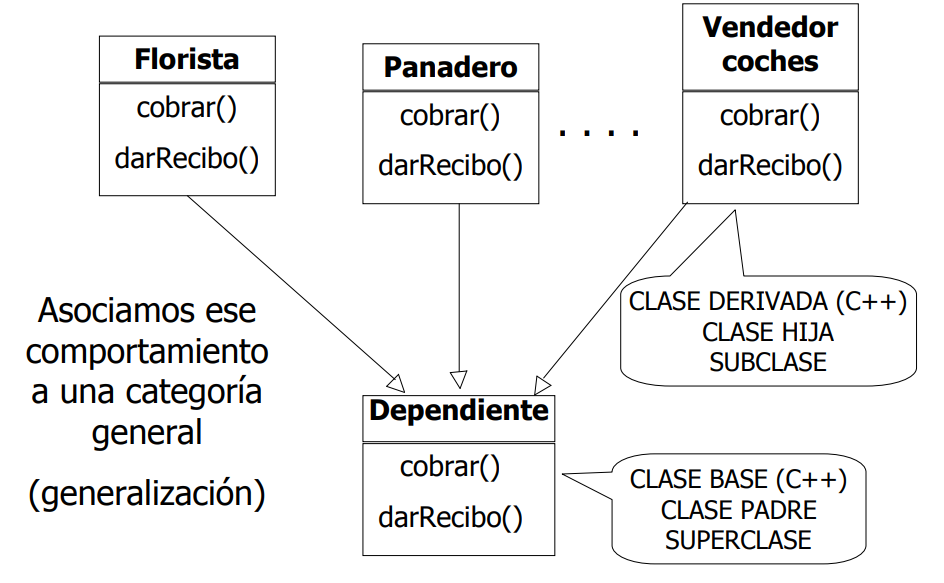 Florista
cobrar()
darRecibo()
Panadero
cobrar()
darRecibo()
. . . .
Vendedor
coches
cobrar()
darRecibo()
CLASE DERIVADA (C++)
CLASE HIJA
SUBCLASE
Asociamos ese
comportamiento
a una categoría
general
(generalización)
Dependiente
cobrar()
darRecibo()
CLASE BASE (C++)
CLASE PADRE
SUPERCLASE